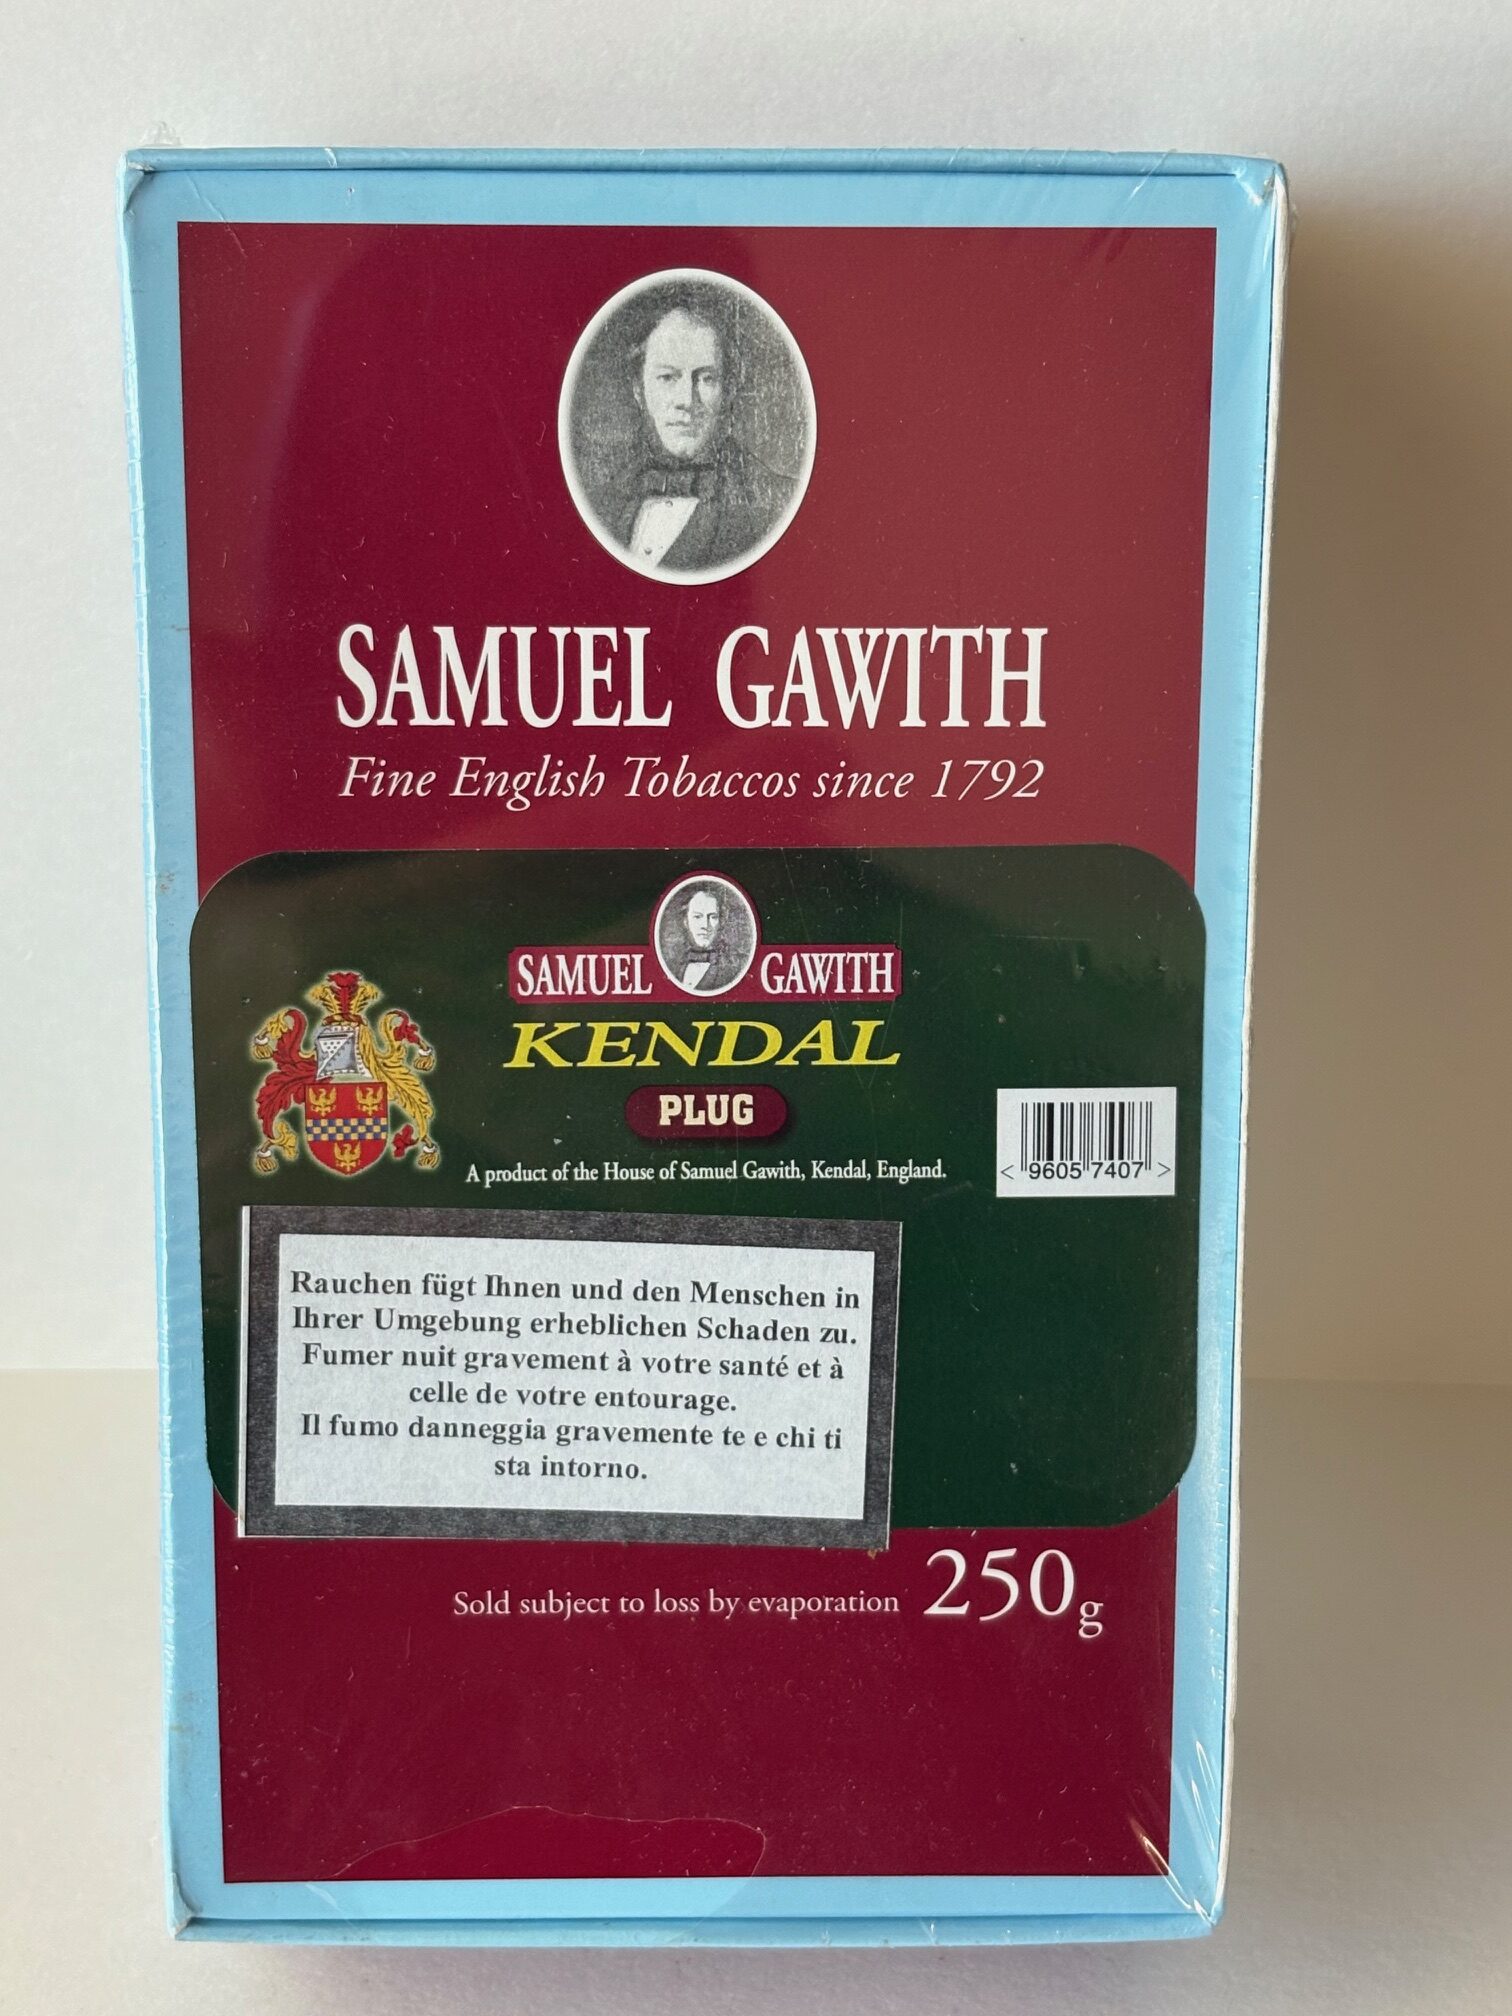 SAMUEL GAWITH
Fine English Tobaccos since 1792
SAMUEL GAWITH
KENDAL
PLUG
A product of the House of Samuel Gawith, Kendal, England.
< 9605 7407 >
Rauchen fügt Ihnen und den Menschen in
Ihrer Umgebung erheblichen Schaden zu.
Fumer nuit gravement à votre santé et à
celle de votre entourage.
Il fumo danneggia gravemente te e chi ti
sta intorno.
Sold subject to loss by evaporation 250g